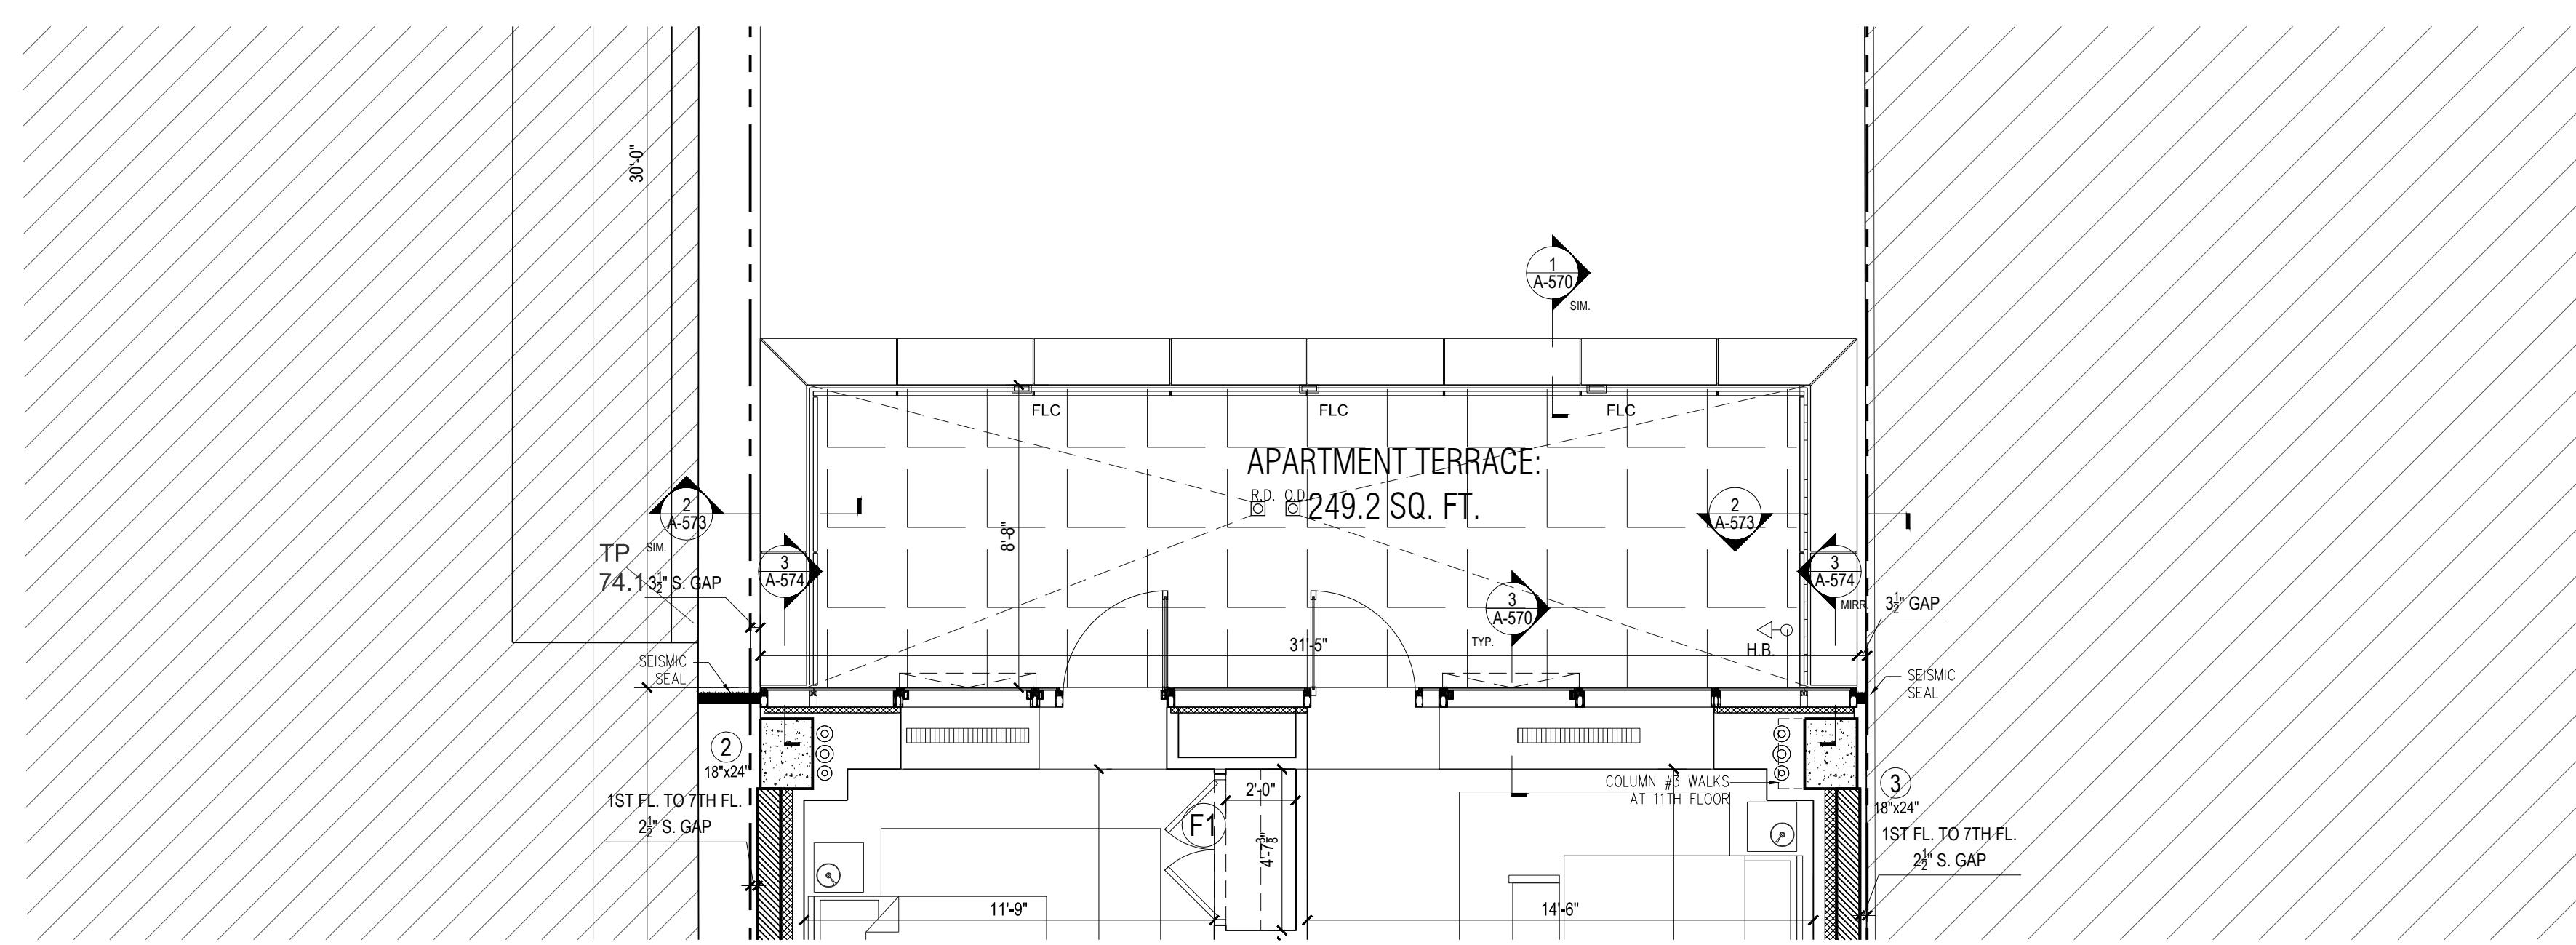 30'-0"
1
A-570
SIM.
FLC
FLC
FLC
APARTMENT TERRACE:
R.D. O.D.
249.2 SQ. FT.
8'-8"
2
A-573
SIM.
2
A-573
TP
74.1
3½" S. GAP
3
A-574
3
A-574
MIRR.
3½" GAP
3
A-570
TYP.
31'-5"
H.B.
SEISMIC
SEAL
SEISMIC
SEAL
2
18"x24"
COLUMN #3 WALKS
AT 11TH FLOOR
3
18"x24"
1ST FL. TO 7TH FL.
2½" S. GAP
F1
2'-0"
4'-7⅜"
1ST FL. TO 7TH FL.
2½" S. GAP
11'-9"
14'-6"